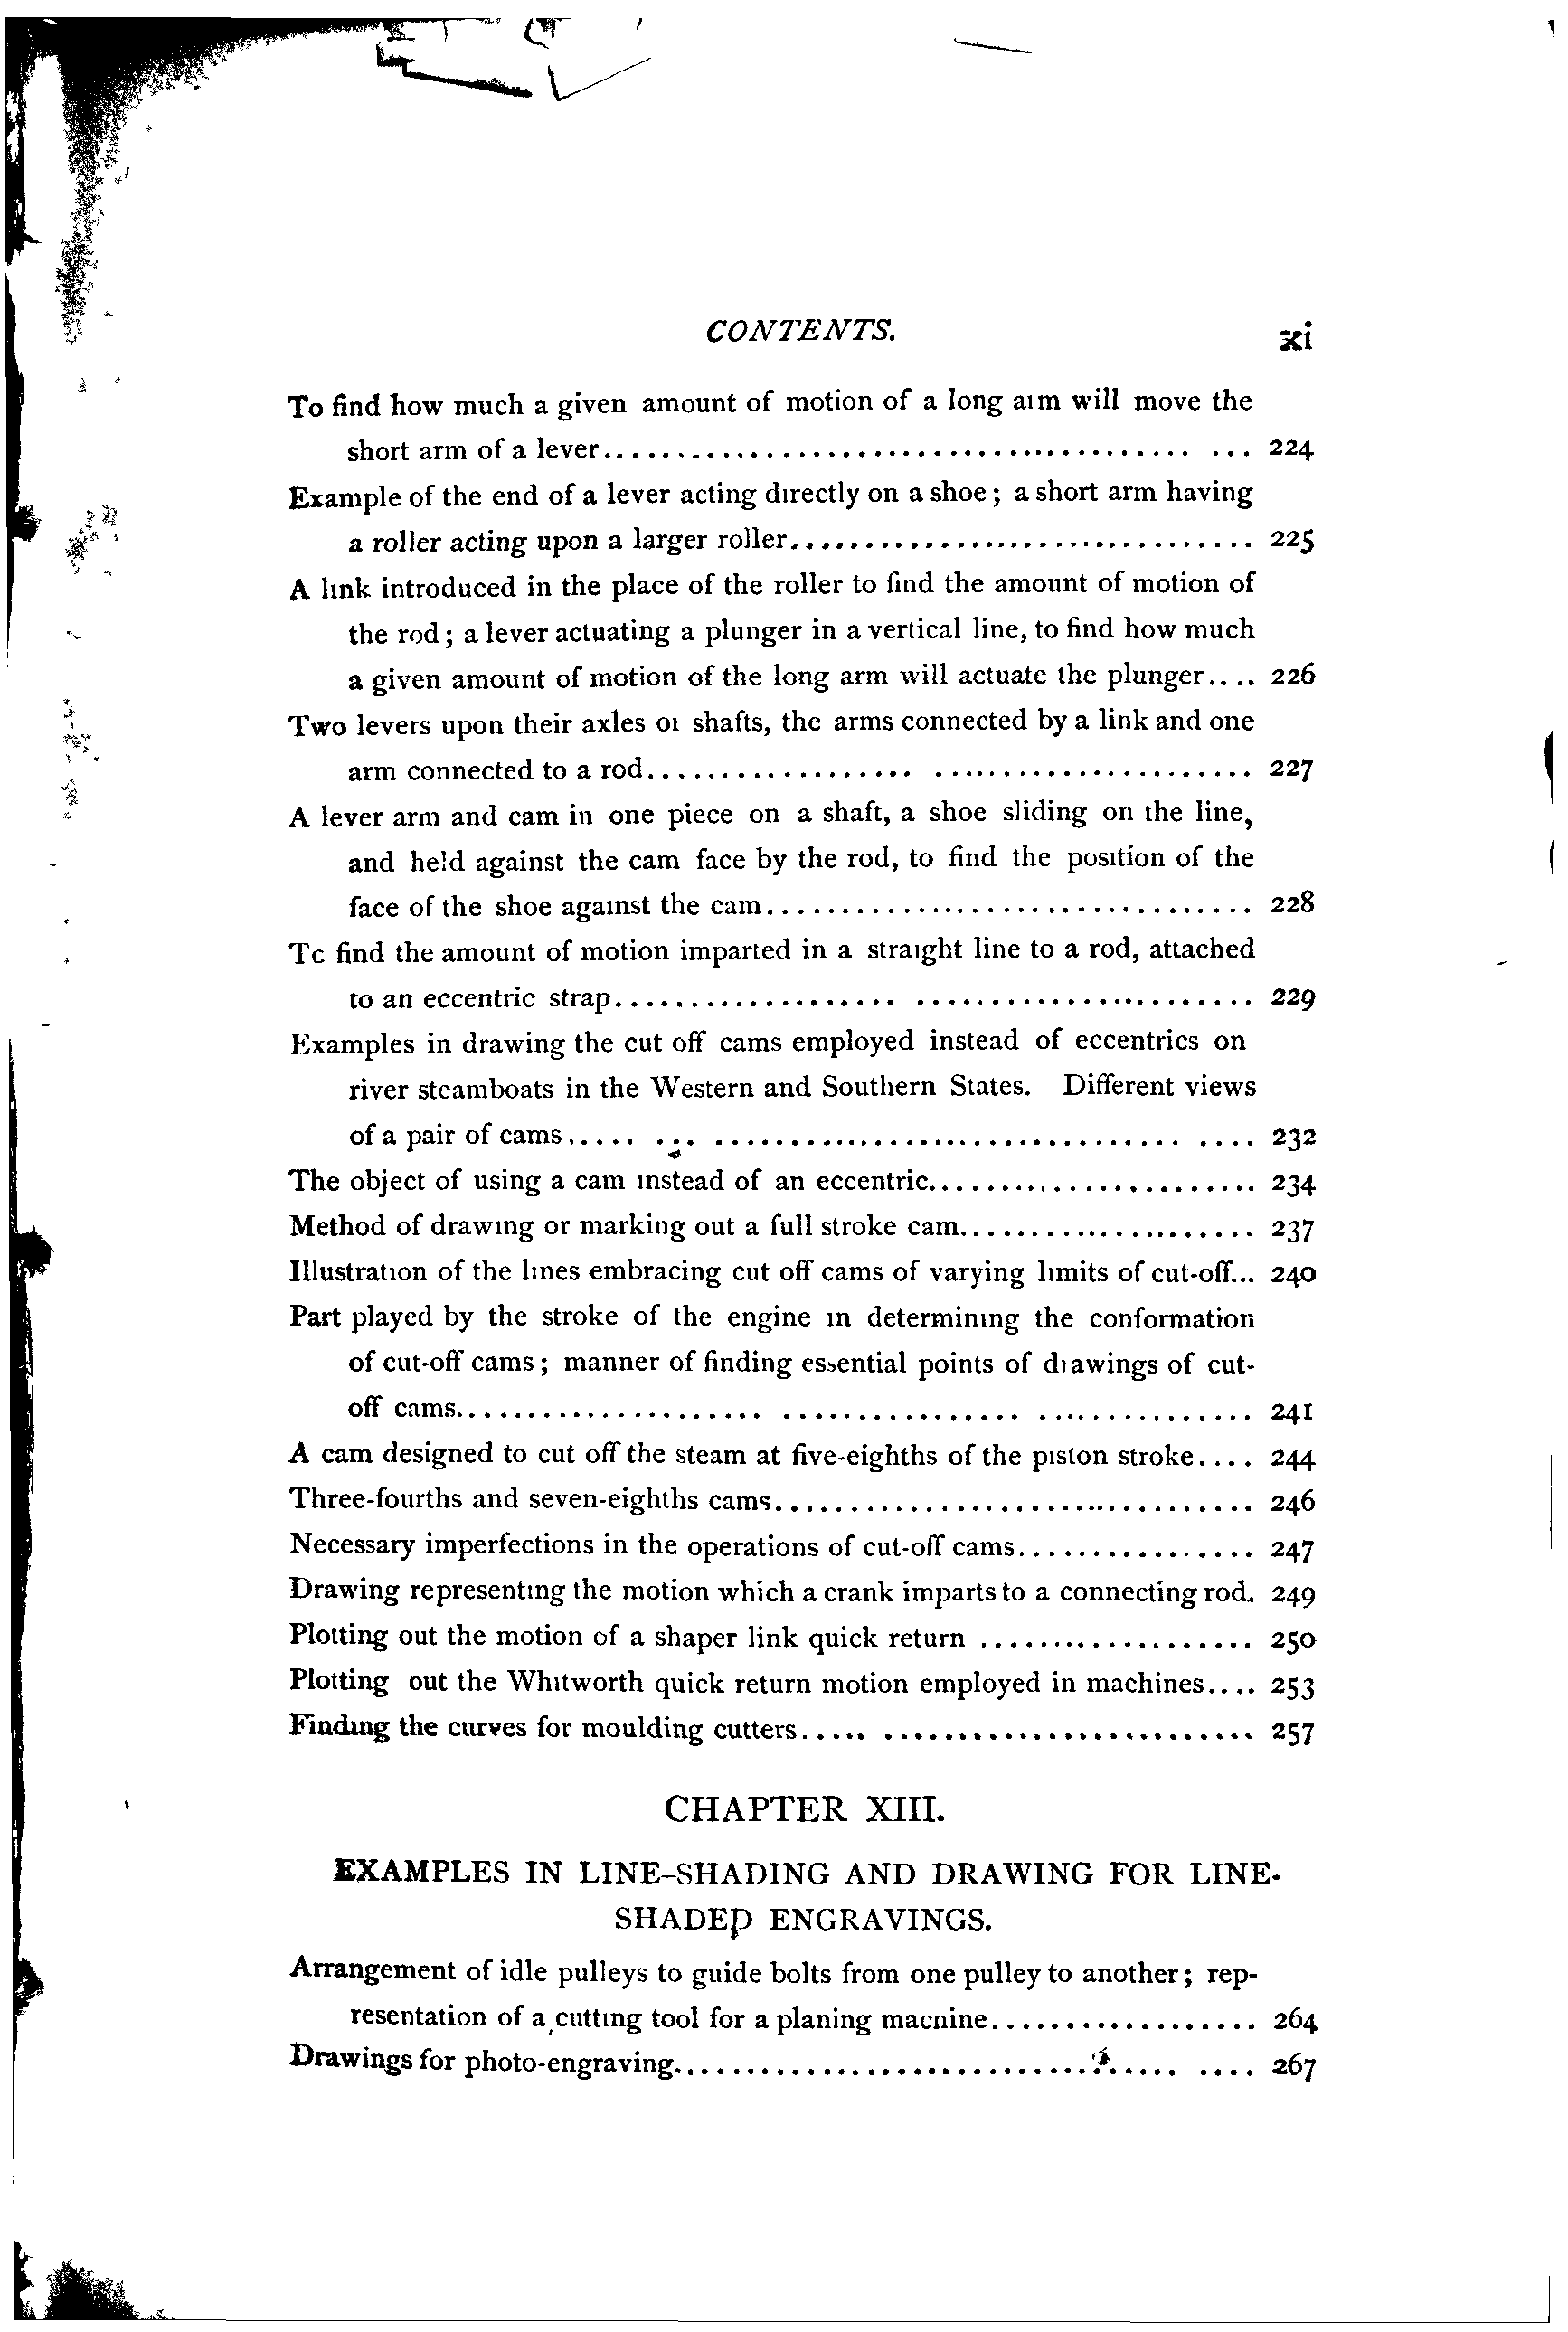 CONTENTS. xi
To find how much a given amount of motion of a long arm will move the
short arm of a lever........................................ ... 224
Example of the end of a lever acting directly on a shoe; a short arm having
a roller acting upon a larger roller............................... 225
A link introduced in the place of the roller to find the amount of motion of
the rod; a lever actuating a plunger in a vertical line, to find how much
a given amount of motion of the long arm will actuate the plunger.. .. 226
Two levers upon their axles or shafts, the arms connected by a link and one
arm connected to a rod.................. ...................... 227
A lever arm and cam in one piece on a shaft, a shoe sliding on the line,
and held against the cam face by the rod, to find the position of the
face of the shoe against the cam................................. 228
To find the amount of motion imparted in a straight line to a rod, attached
to an eccentric strap................... ....................... 229
Examples in drawing the cut off cams employed instead of eccentrics on
river steamboats in the Western and Southern States. Different views
of a pair of cams...... ... ............................... .... 232
The object of using a cam instead of an eccentric...................... 234
Method of drawing or marking out a full stroke cam.................... 237
Illustration of the lines embracing cut off cams of varying limits of cut-off... 240
Part played by the stroke of the engine in determining the conformation
of cut-off cams; manner of finding essential points of drawings of cut-
off cams..................... ................ ............... 241
A cam designed to cut off the steam at five-eighths of the piston stroke.... 244
Three-fourths and seven-eighths cams................................ 246
Necessary imperfections in the operations of cut-off cams................ 247
Drawing representing the motion which a crank imparts to a connecting rod. 249
Plotting out the motion of a shaper link quick return ................... 250
Plotting out the Whitworth quick return motion employed in machines.... 253
Finding the curves for moulding cutters..... ......................... 257
CHAPTER XIII.
EXAMPLES IN LINE-SHADING AND DRAWING FOR LINE-
SHADED ENGRAVINGS.
Arrangement of idle pulleys to guide bolts from one pulley to another; rep-
resentation of a cutting tool for a planing machine.................. 264
Drawings for photo-engraving.................................. .... 267